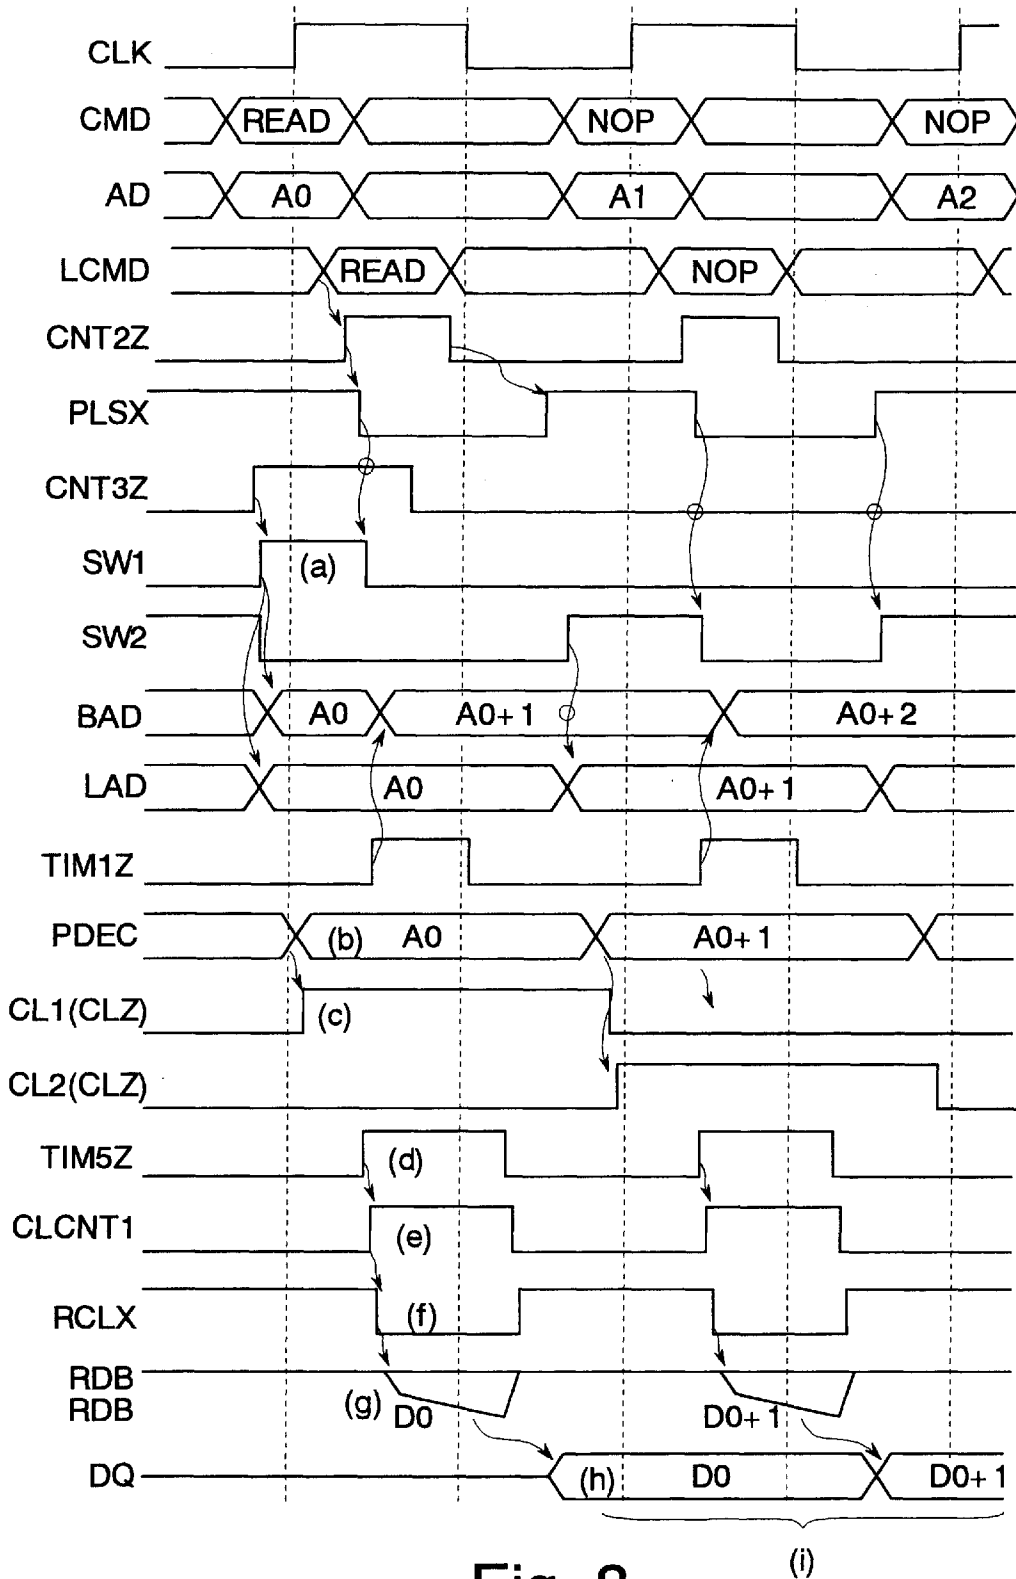 CLK
CMD READ NOP NOP
AD A0 A1 A2
LCMD READ NOP
CNT2Z
PLSX
CNT3Z
SW1 (a)
SW2
BAD A0 A0+1 A0+2
LAD A0 A0+1
TIM1Z
PDEC (b) A0 A0+1
CL1(CLZ) (c)
CL2(CLZ)
TIM5Z (d)
CLCNT1 (e)
RCLX (f)
RDB
RDB (g) D0 D0+1
DQ (h) D0 D0+1
(i)